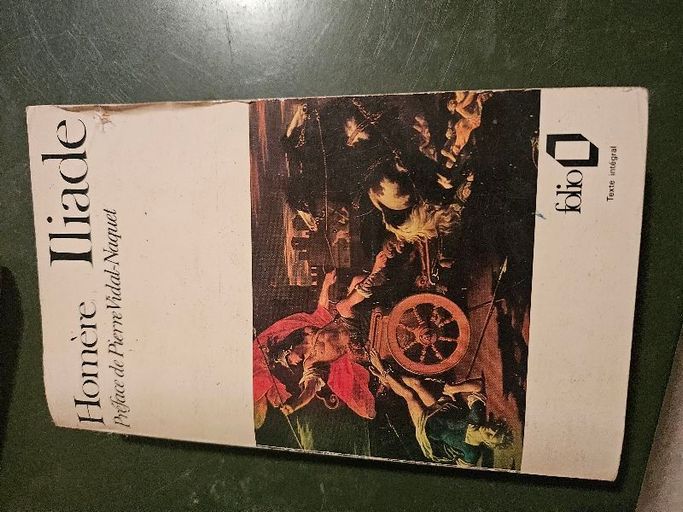 Homère
Iliade
Préface de Pierre Vidal-Naquet
folio
Texte intégral